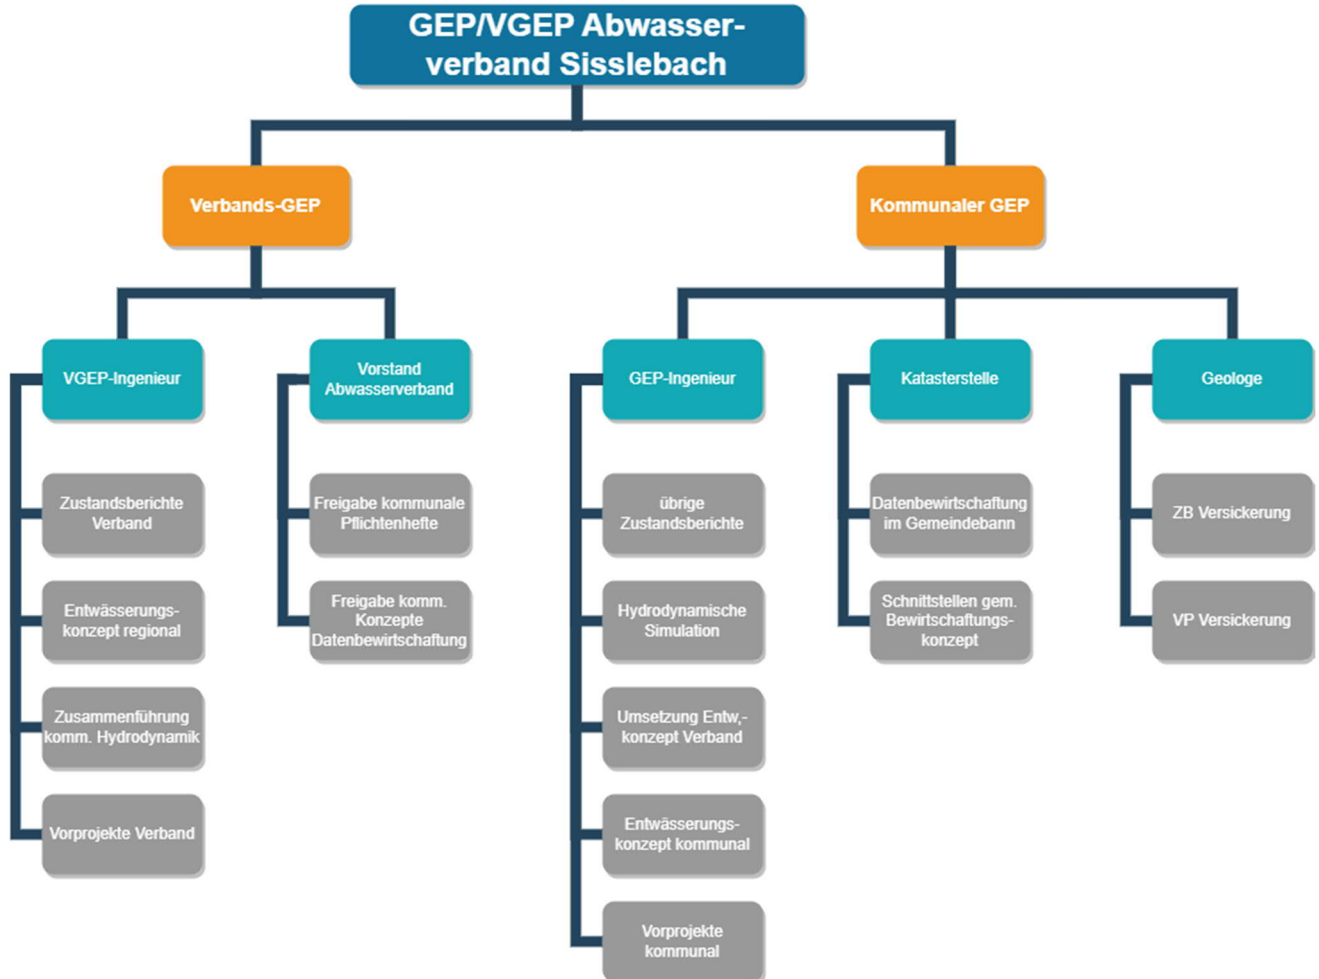 GEP/VGEP Abwasser-
verband Sisslebach
Verbands-GEP
Kommunaler GEP
VGEP-Ingenieur
Vorstand
Abwasserverband
GEP-Ingenieur
Katasterstelle
Geologe
Zustandsberichte
Verband
Entwässerungs-
konzept regional
Zusammenführung
komm. Hydrodynamik
Vorprojekte Verband
Freigabe kommunale
Pflichtenhefte
Freigabe komm.
Konzepte
Datenbewirtschaftung
übrige
Zustandsberichte
Hydrodynamische
Simulation
Umsetzung Entw,-
konzept Verband
Entwässerungs-
konzept kommunal
Vorprojekte
kommunal
Datenbewirtschaftung
im Gemeindebann
Schnittstellen gem.
Bewirtschaftungs-
konzept
ZB Versickerung
VP Versickerung